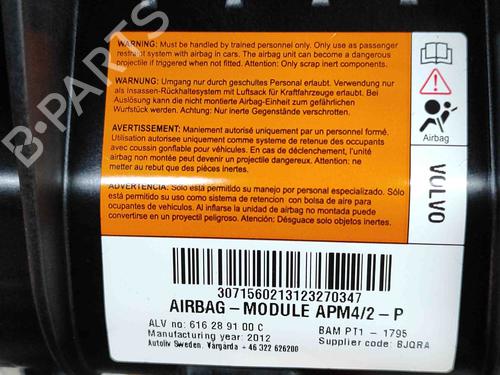 WARNING: Must be handled by trained personnel only. Only use as passenger
restraint system with airbag in cars. The airbag can become a dangerous
projectile if triggered when not fitted. Attention: Only scrap inert components.
WARNUNG: Umgang nur durch geschultes Personal erlaubt. Verwendung nur
als Insassen-Rückhaltesystem mit Luftsack für Kraftfahrzeuge erlaubt. Bei
Auslösung kann die nicht montierte Airbag-Einheit zum gefährlichen
Wurfstück werden. Achtung: Nur inerte Gegenstände verschrotten.
AVERTISSEMENT: Maniement autorisé uniquement par un personnel formé.
Utilisation autorisee uniquement comme système de retenue des occupants
avec coussin gonflable pour véhicules. En cas de déclenchement, l'unité
airbag non montée peut devenir un projectile dangereux. Attention: Ne
mettre au rebut que des pièces inertes.
ADVERTENCIA: Solo está permitido su manejo por personal especializado. Sólo
está permitido su uso como sistema de retencion con bolsa de aire para
ocupantes de vehículos. Al inflarse la unidad de airbag no montada puede
convertirse en un proyectil peligroso. Atención: Désguace solo objetos inertes.
Airbag
VOLVO
3071560213123270347
AIRBAG - MODULE APM4/2 - P
ALV no: 616 28 91 00 C
BAM PT1 - 1795
Manufacturing year: 2012
Supplier code: BJQRA
Autoliv Sweden, Vårgårda +46 322 626200
B-PARTS